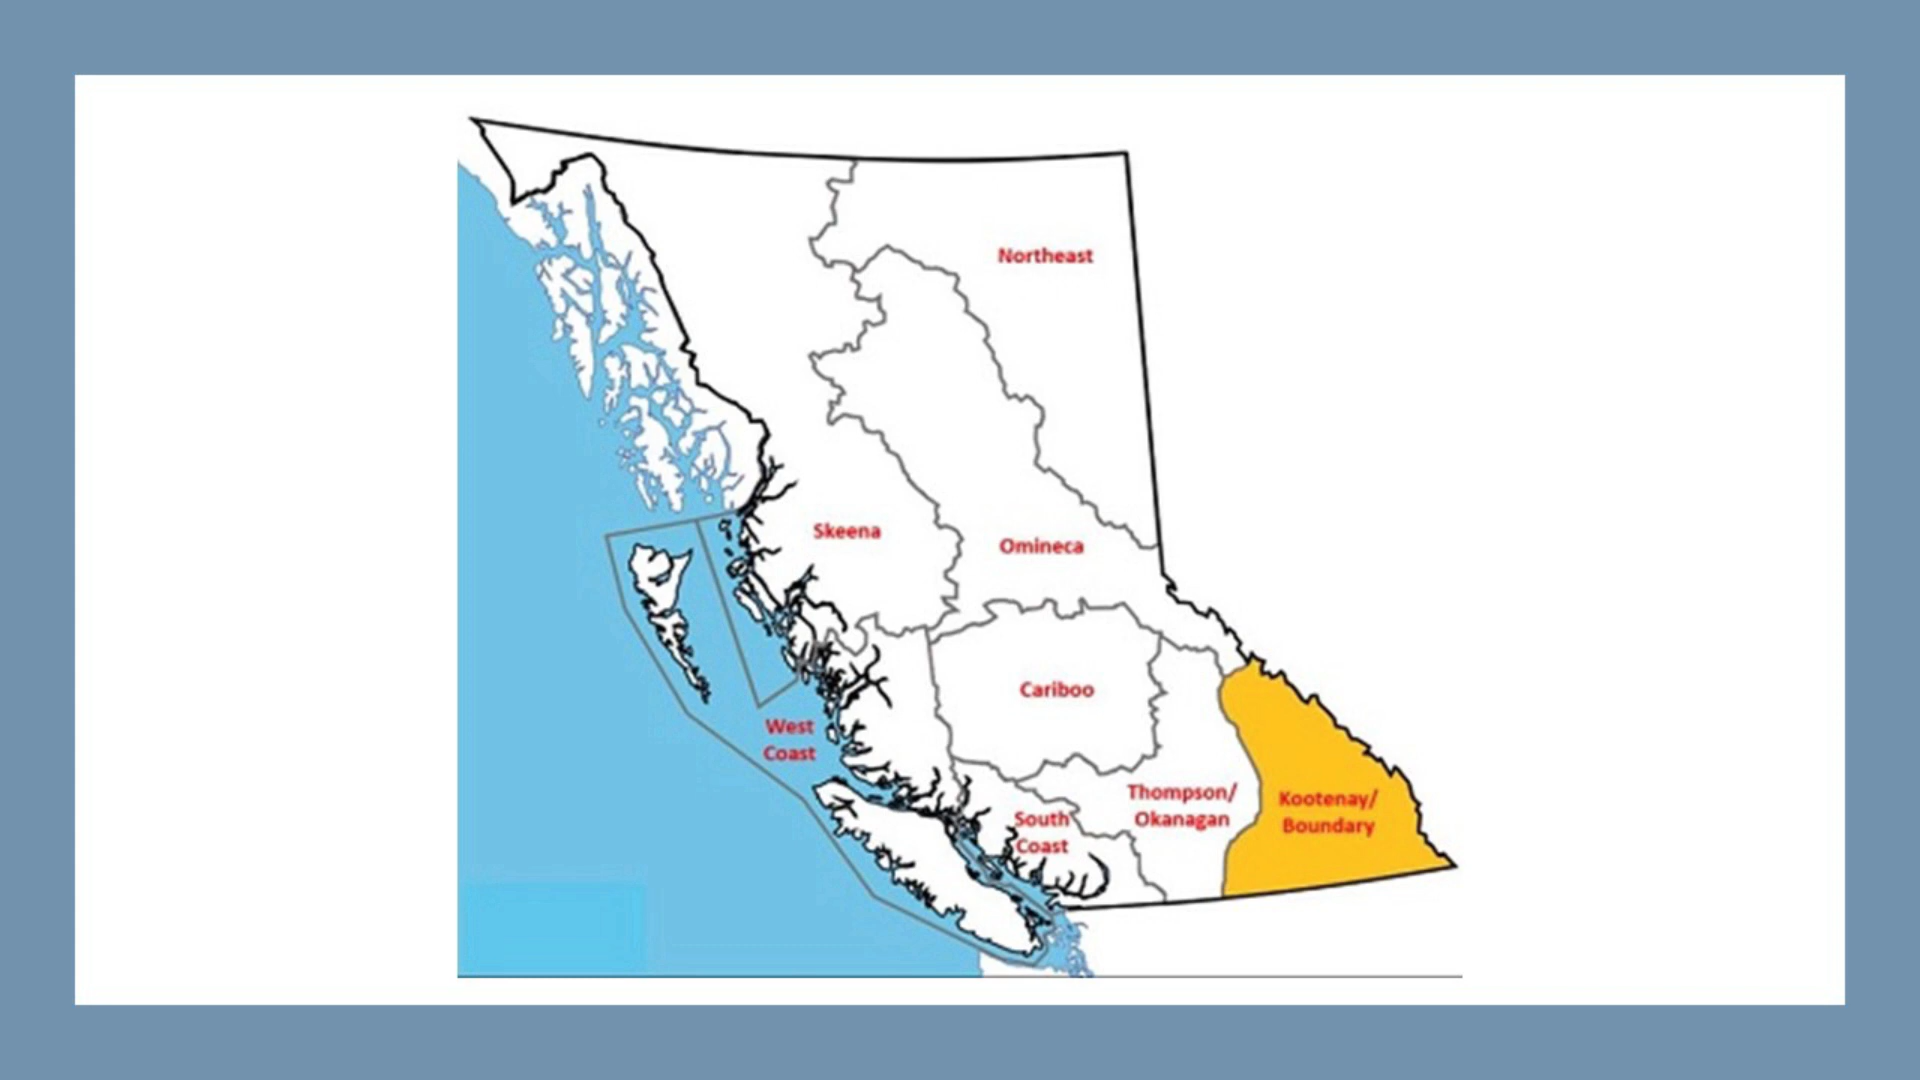 Northeast
Skeena
Omineca
Cariboo
West
Coast
Thompson/
Okanagan
Kootenay/
Boundary
South
Coast